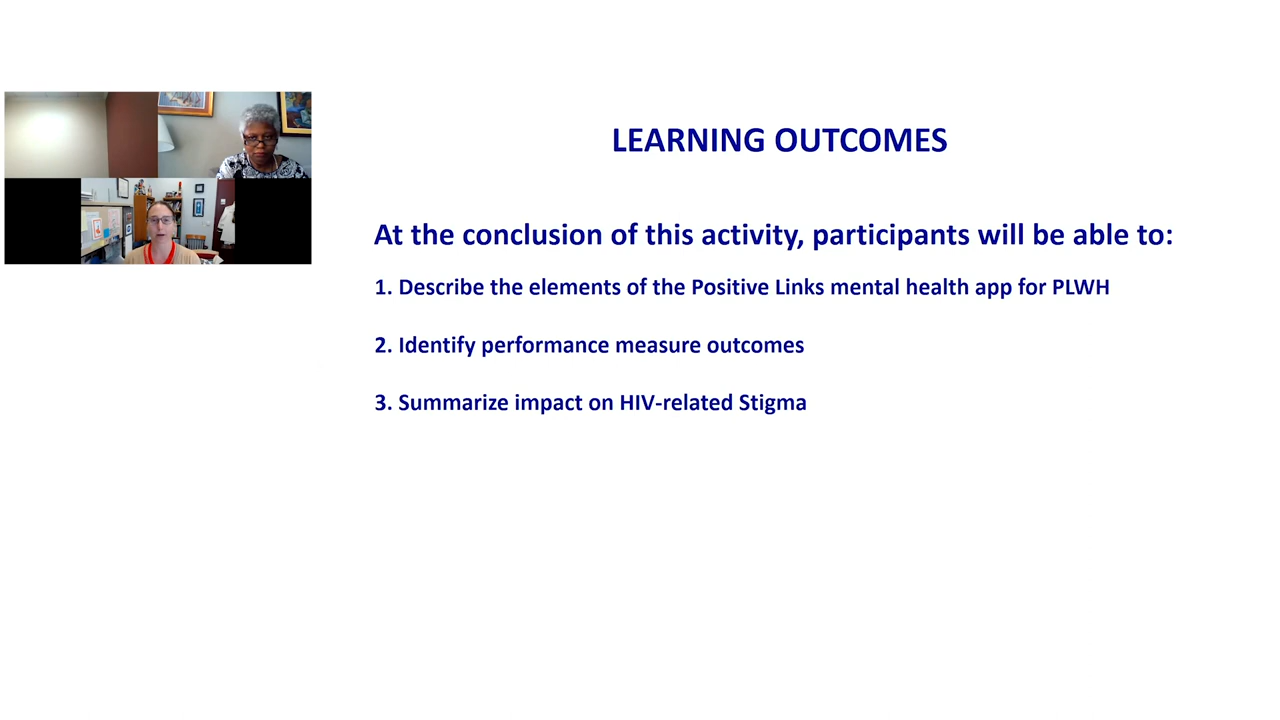 LEARNING OUTCOMES
At the conclusion of this activity, participants will be able to:
1. Describe the elements of the Positive Links mental health app for PLWH
2. Identify performance measure outcomes
3. Summarize impact on HIV-related Stigma